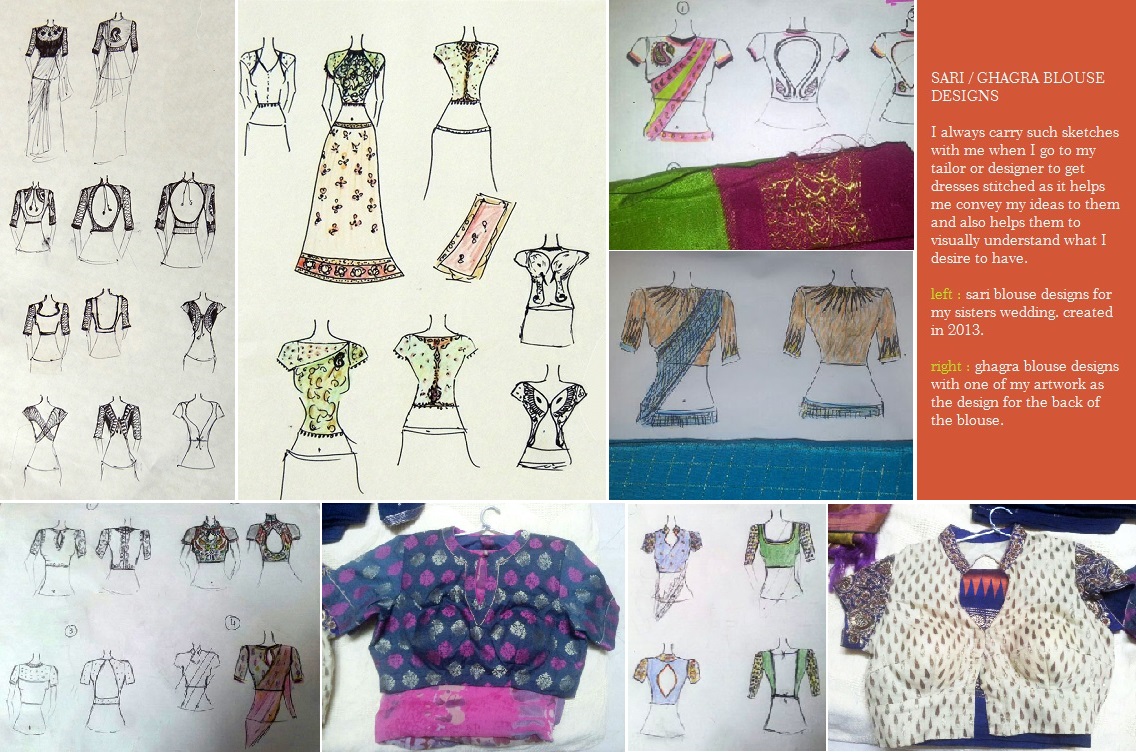 SARI / GHAGRA BLOUSE
DESIGNS
I always carry such sketches
with me when I go to my
tailor or designer to get
dresses stitched as it helps
me convey my ideas to them
and also helps them to
visually understand what I
desire to have.
left : sari blouse designs for
my sisters wedding. created
in 2013.
right : ghagra blouse designs
with one of my artwork as
the design for the back of
the blouse.
1
3
4